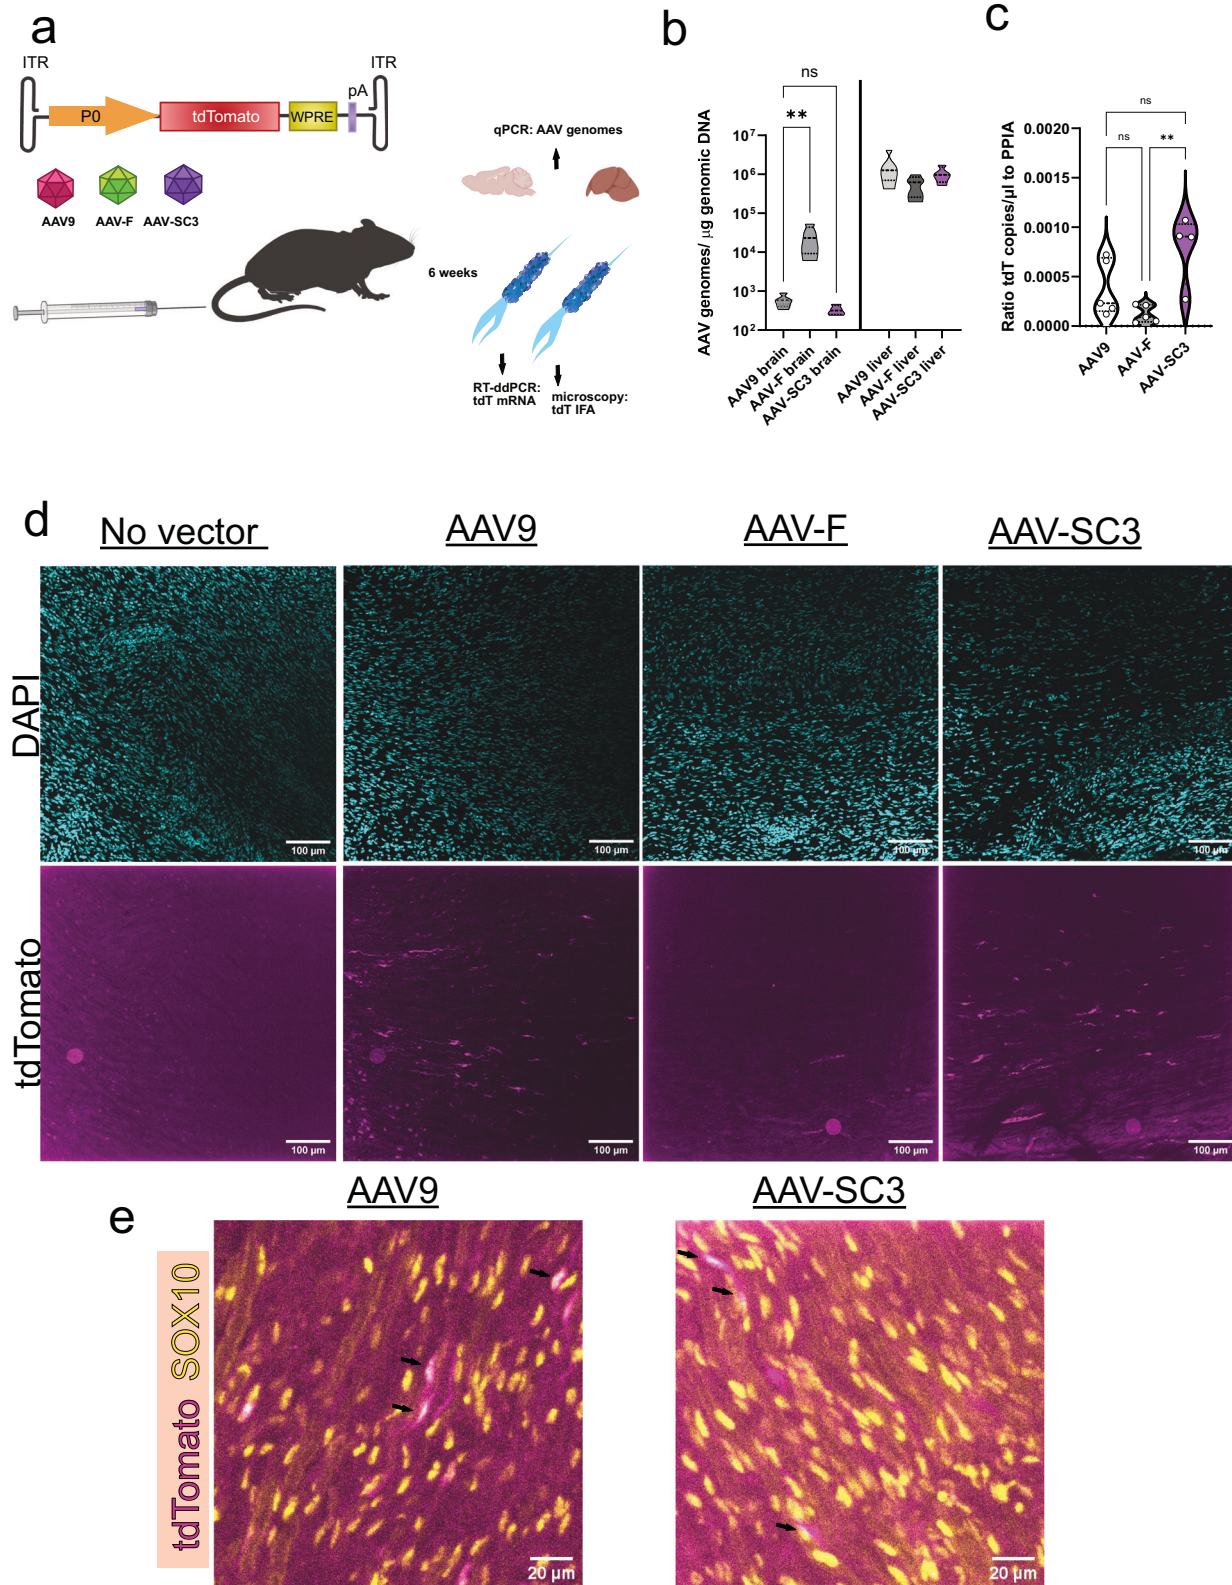 a
ITR
ITR
P0
tdTomato
WPRE
pA
AAV9
AAV-F
AAV-SC3
qPCR: AAV genomes
6 weeks
RT-ddPCR:
tdT mRNA
microscopy:
tdT IFA
b
AAV genomes/ µg genomic DNA
10⁷
10⁶
10⁵
10⁴
10³
10²
ns
**
AAV9 brain
AAV-F brain
AAV-SC3 brain
AAV9 liver
AAV-F liver
AAV-SC3 liver
c
Ratio tdT copies/µl to PPIA
0.0020
0.0015
0.0010
0.0005
0.0000
ns
ns
**
AAV9
AAV-F
AAV-SC3
d
No vector
AAV9
AAV-F
AAV-SC3
DAPI
100 µm
100 µm
100 µm
100 µm
tdTomato
100 µm
100 µm
100 µm
100 µm
e
AAV9
AAV-SC3
tdTomato SOX10
20 µm
20 µm